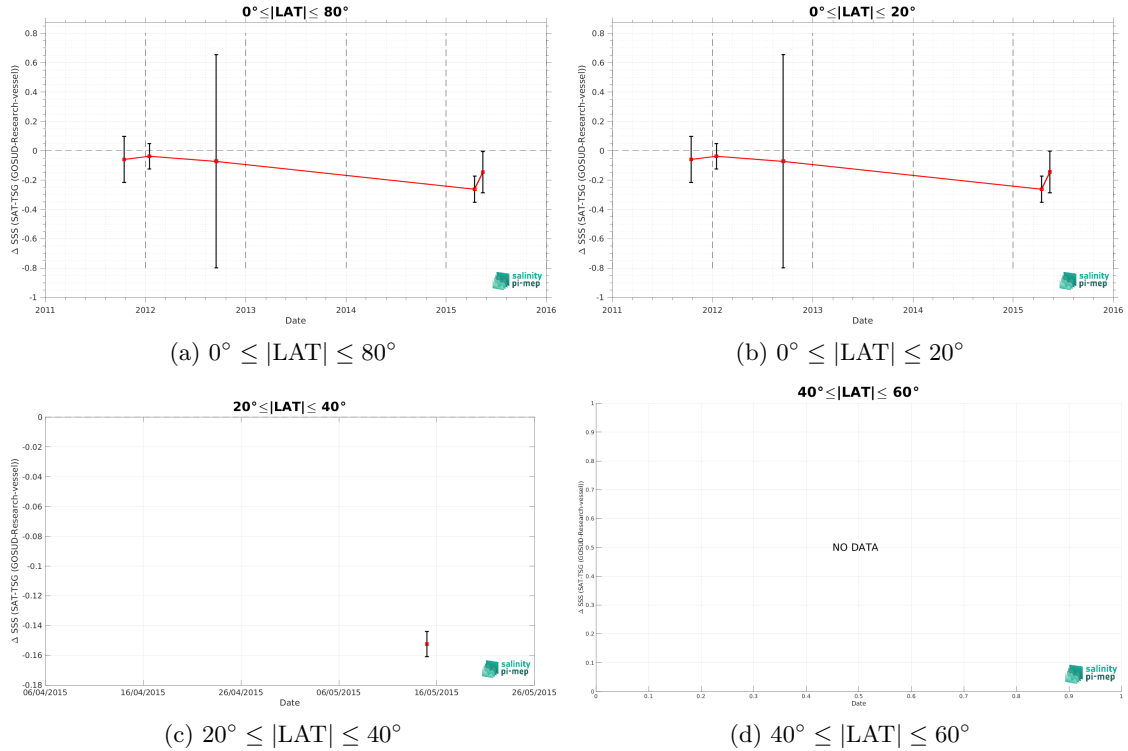 0°≤|LAT|≤ 80°
Δ SSS (SAT-TSG (GOSUD-Research-vessel))
0.8
0.6
0.4
0.2
0
-0.2
-0.4
-0.6
-0.8
-1
2011 2012 2013 2014 2015 2016
Date
salinity
pi-mep
(a) 0° ≤ |LAT| ≤ 80°
0°≤|LAT|≤ 20°
Δ SSS (SAT-TSG (GOSUD-Research-vessel))
0.8
0.6
0.4
0.2
0
-0.2
-0.4
-0.6
-0.8
-1
2011 2012 2013 2014 2015 2016
Date
salinity
pi-mep
(b) 0° ≤ |LAT| ≤ 20°
20°≤|LAT|≤ 40°
Δ SSS (SAT-TSG (GOSUD-Research-vessel))
0
-0.02
-0.04
-0.06
-0.08
-0.1
-0.12
-0.14
-0.16
-0.18
06/04/2015 16/04/2015 26/04/2015 06/05/2015 16/05/2015 26/05/2015
Date
salinity
pi-mep
(c) 20° ≤ |LAT| ≤ 40°
40°≤|LAT|≤ 60°
Δ SSS (SAT-TSG (GOSUD-Research-vessel))
1
0.9
0.8
0.7
0.6
0.5
0.4
0.3
0.2
0.1
0
NO DATA
0 0.1 0.2 0.3 0.4 0.5 0.6 0.7 0.8 0.9 1
Date
salinity
pi-mep
(d) 40° ≤ |LAT| ≤ 60°